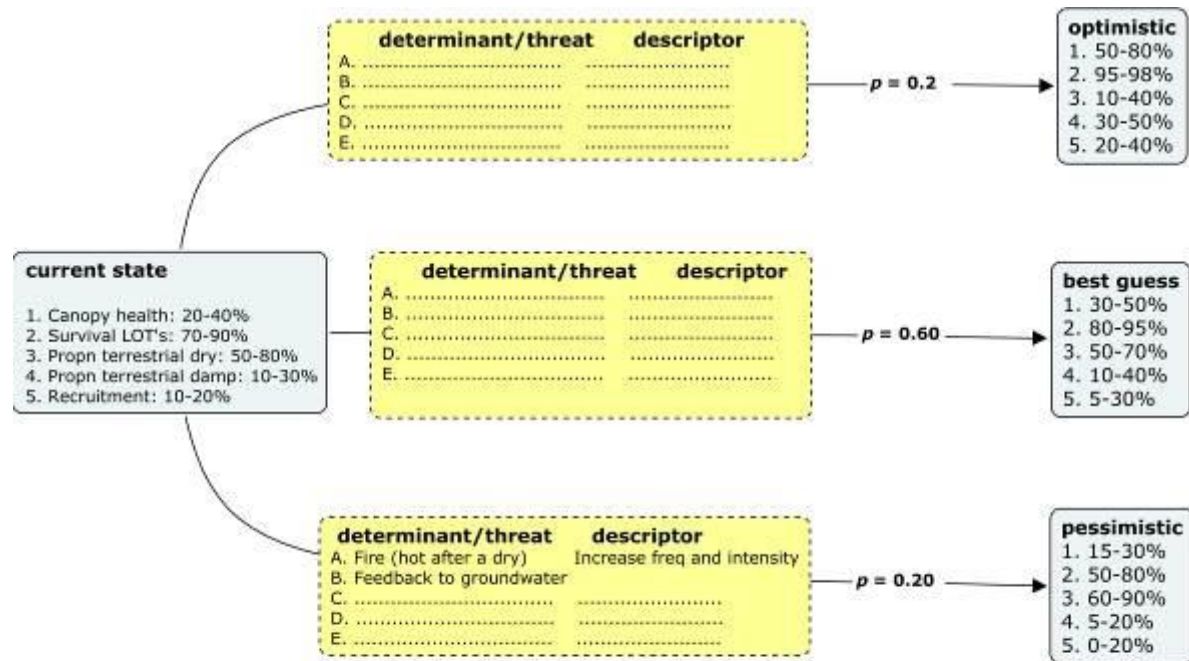 determinant/threat descriptor
A. ........................................ .............................
B. ........................................ .............................
C. ........................................ .............................
D. ........................................ .............................
E. ........................................ .............................
p = 0.2
optimistic
1. 50-80%
2. 95-98%
3. 10-40%
4. 30-50%
5. 20-40%
current state
1. Canopy health: 20-40%
2. Survival LOT's: 70-90%
3. Propn terrestrial dry: 50-80%
4. Propn terrestrial damp: 10-30%
5. Recruitment: 10-20%
determinant/threat descriptor
A. ........................................ .............................
B. ........................................ .............................
C. ........................................ .............................
D. ........................................ .............................
E. ........................................ .............................
p = 0.60
best guess
1. 30-50%
2. 80-95%
3. 50-70%
4. 10-40%
5. 5-30%
determinant/threat descriptor
A. Fire (hot after a dry) Increase freq and intensity
B. Feedback to groundwater
C. ........................................ .............................
D. ........................................ .............................
E. ........................................ .............................
p = 0.20
pessimistic
1. 15-30%
2. 50-80%
3. 60-90%
4. 5-20%
5. 0-20%